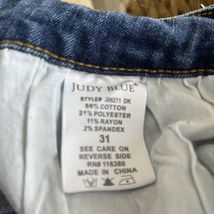 JUDY BLUE
STYLE# JB8271 DK
66% COTTON
21% POLYESTER
11% RAYON
2% SPANDEX
31
SEE CARE ON
REVERSE SIDE
RN# 116380
MADE IN CHINA